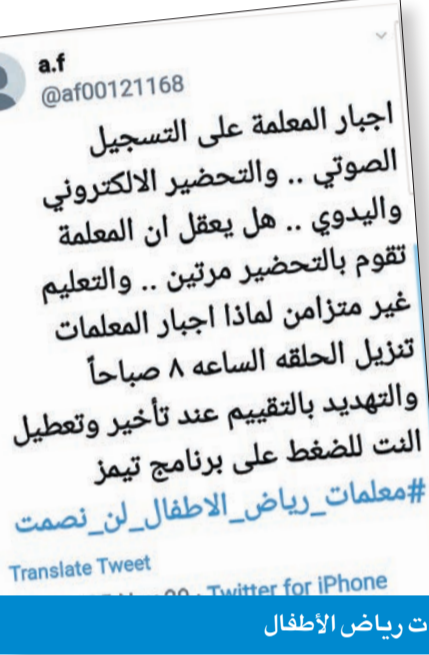 a.f
@af00121168
اجبار المعلمة على التسجيل
الصوتي .. والتحضير الالكتروني
واليدوي .. هل يعقل ان المعلمة
تقوم بالتحضير مرتين .. والتعليم
غير متزامن لماذا اجبار المعلمات
تنزيل الحلقه الساعه ٨ صباحاً
والتهديد بالتقييم عند تأخير وتعطيل
النت للضغط على برنامج تيمز
#معلمات_رياض_الاطفال_لن_نصمت
Translate Tweet
Twitter for iPhone
رياض الأطفال